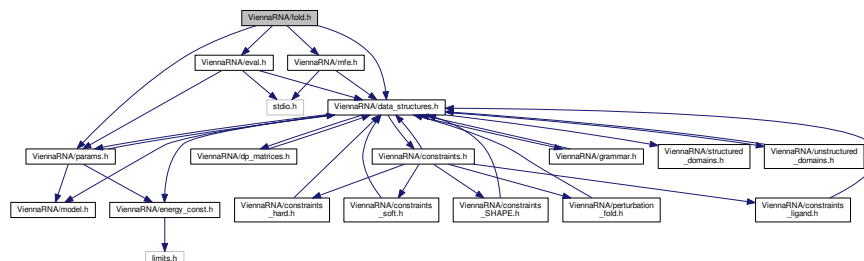 ViennaRNA/fold.h
ViennaRNA/eval.h
ViennaRNA/mfe.h
stdio.h
ViennaRNA/data_structures.h
ViennaRNA/params.h
ViennaRNA/dp_matrices.h
ViennaRNA/constraints.h
ViennaRNA/grammar.h
ViennaRNA/structured
_domains.h
ViennaRNA/unstructured
_domains.h
ViennaRNA/model.h
ViennaRNA/energy_const.h
ViennaRNA/constraints
_hard.h
ViennaRNA/constraints
_soft.h
ViennaRNA/constraints
_SHAPE.h
ViennaRNA/perturbation
_fold.h
ViennaRNA/constraints
_ligand.h
limits.h